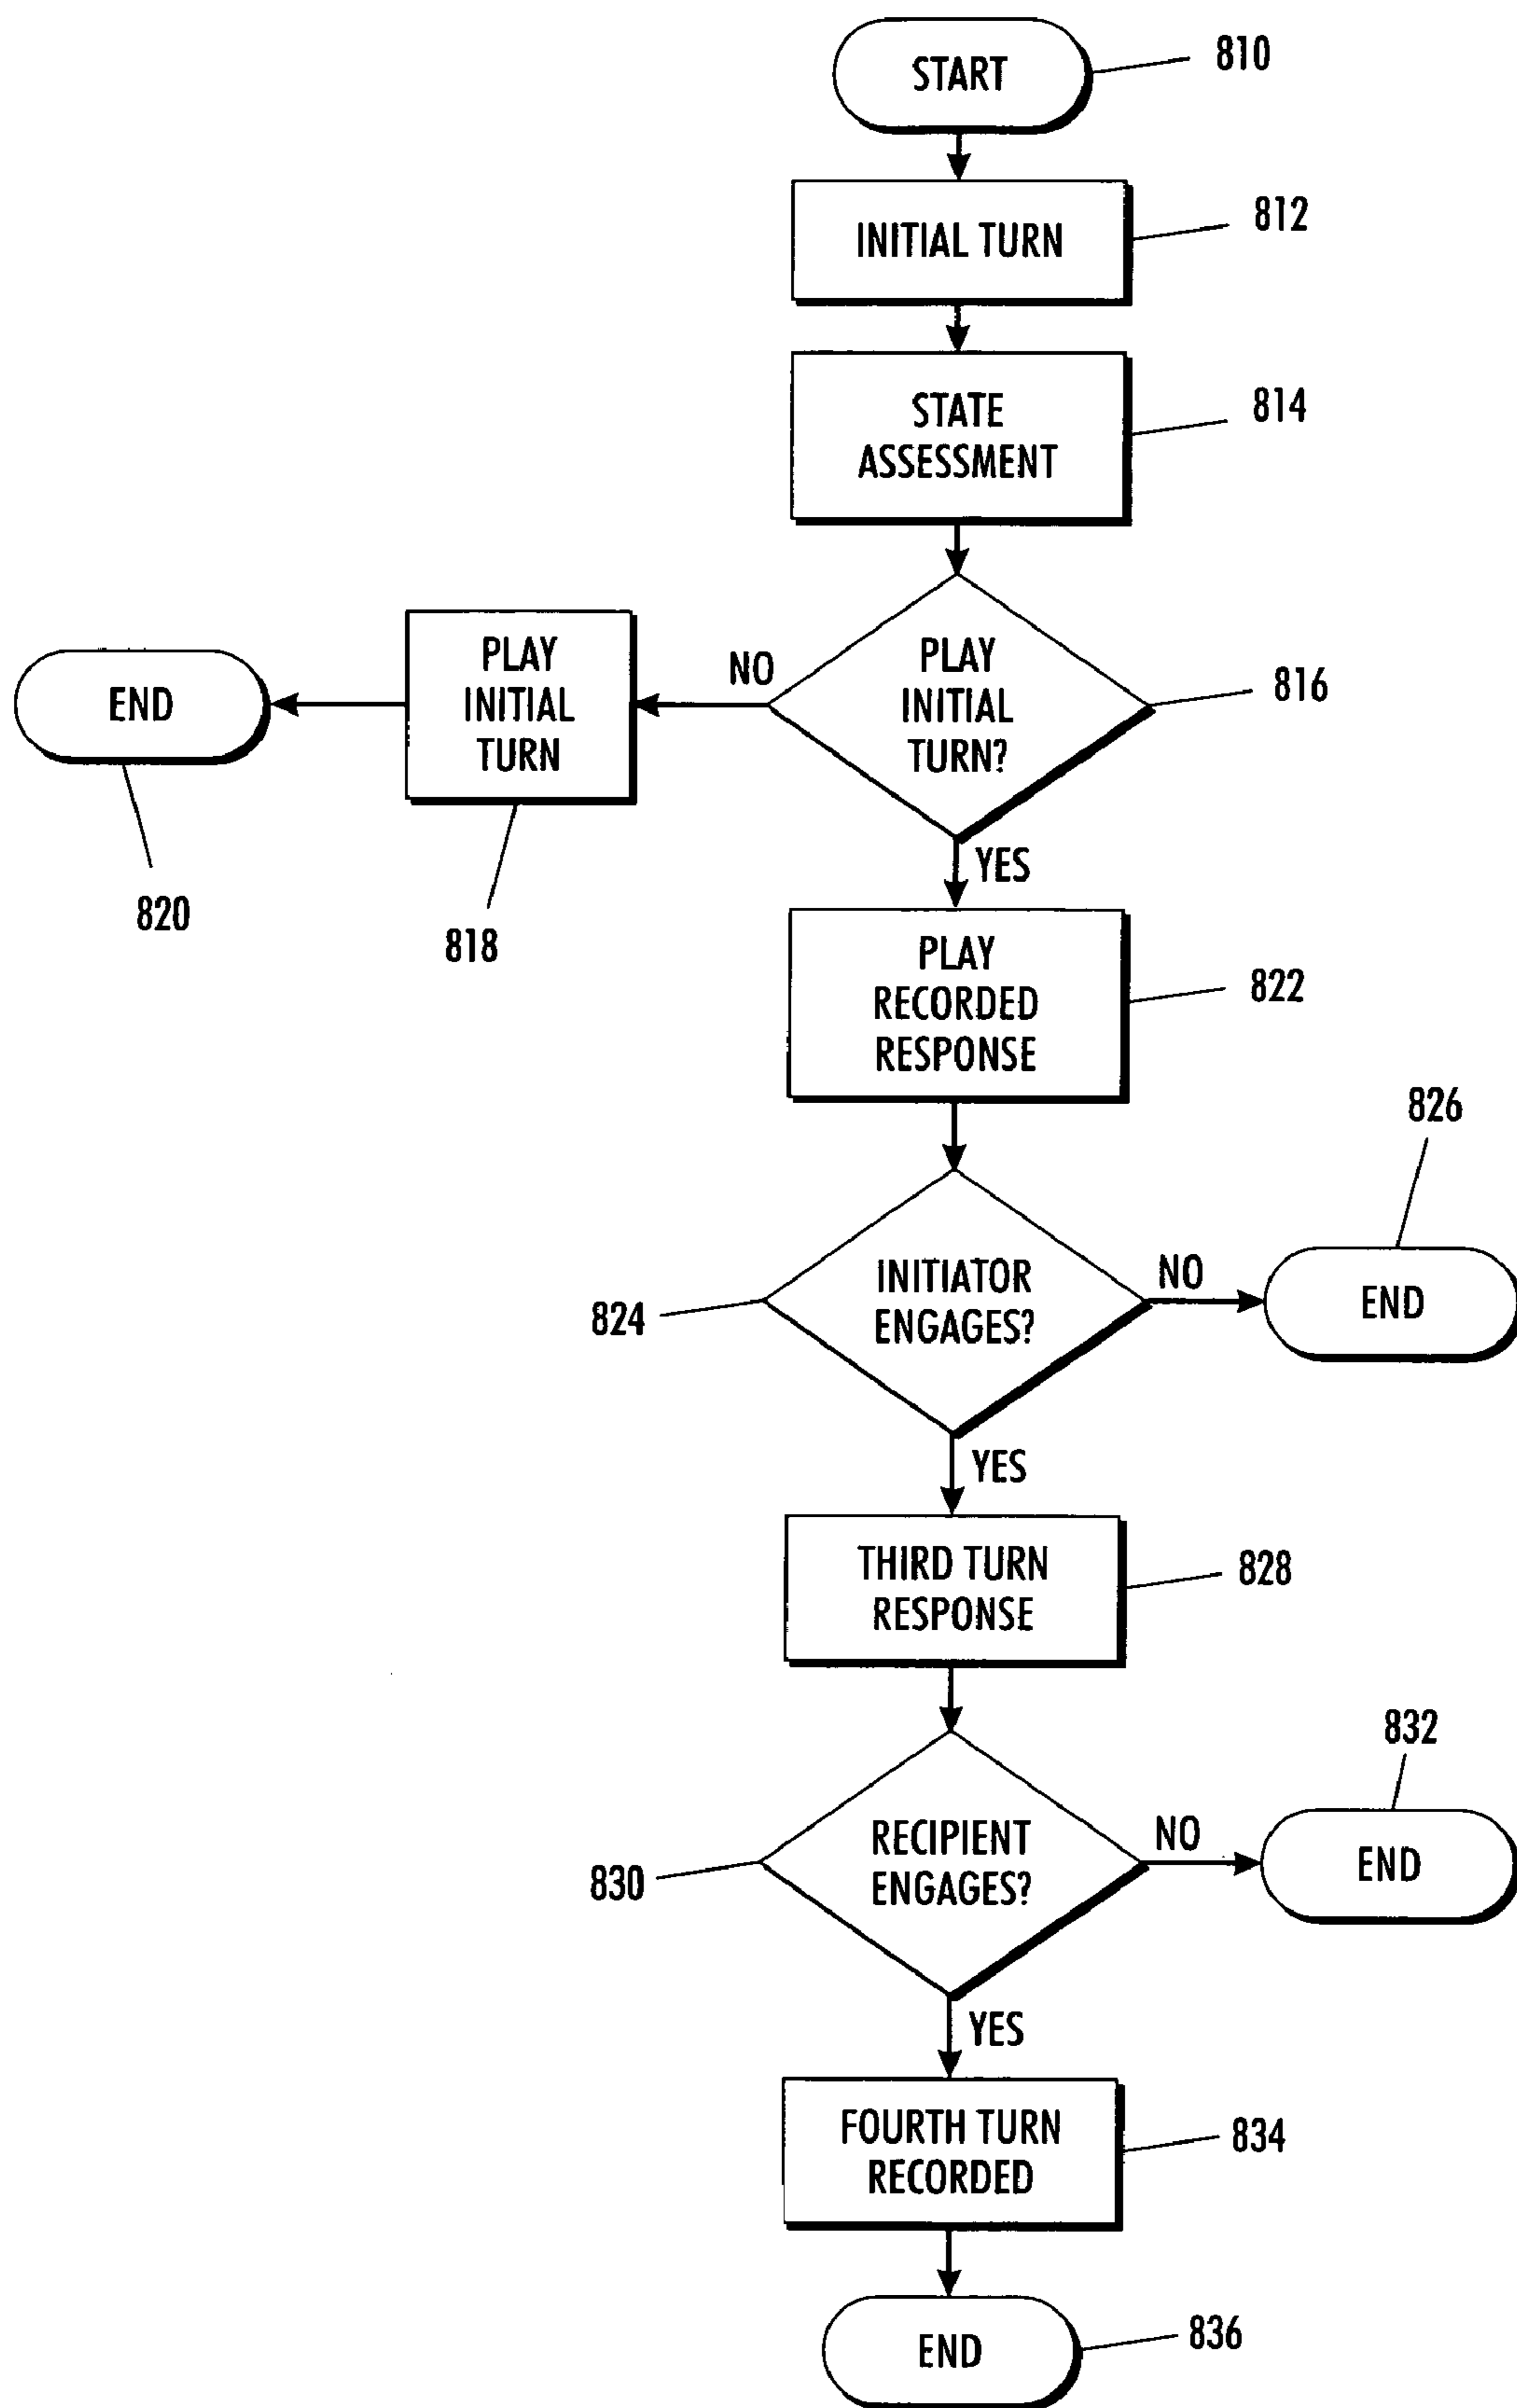 START
810
INITIAL TURN
812
STATE
ASSESSMENT
814
PLAY
INITIAL
TURN?
816
NO
PLAY
INITIAL
TURN
818
END
820
YES
PLAY
RECORDED
RESPONSE
822
INITIATOR
ENGAGES?
824
NO
END
826
YES
THIRD TURN
RESPONSE
828
RECIPIENT
ENGAGES?
830
NO
END
832
YES
FOURTH TURN
RECORDED
834
END
836